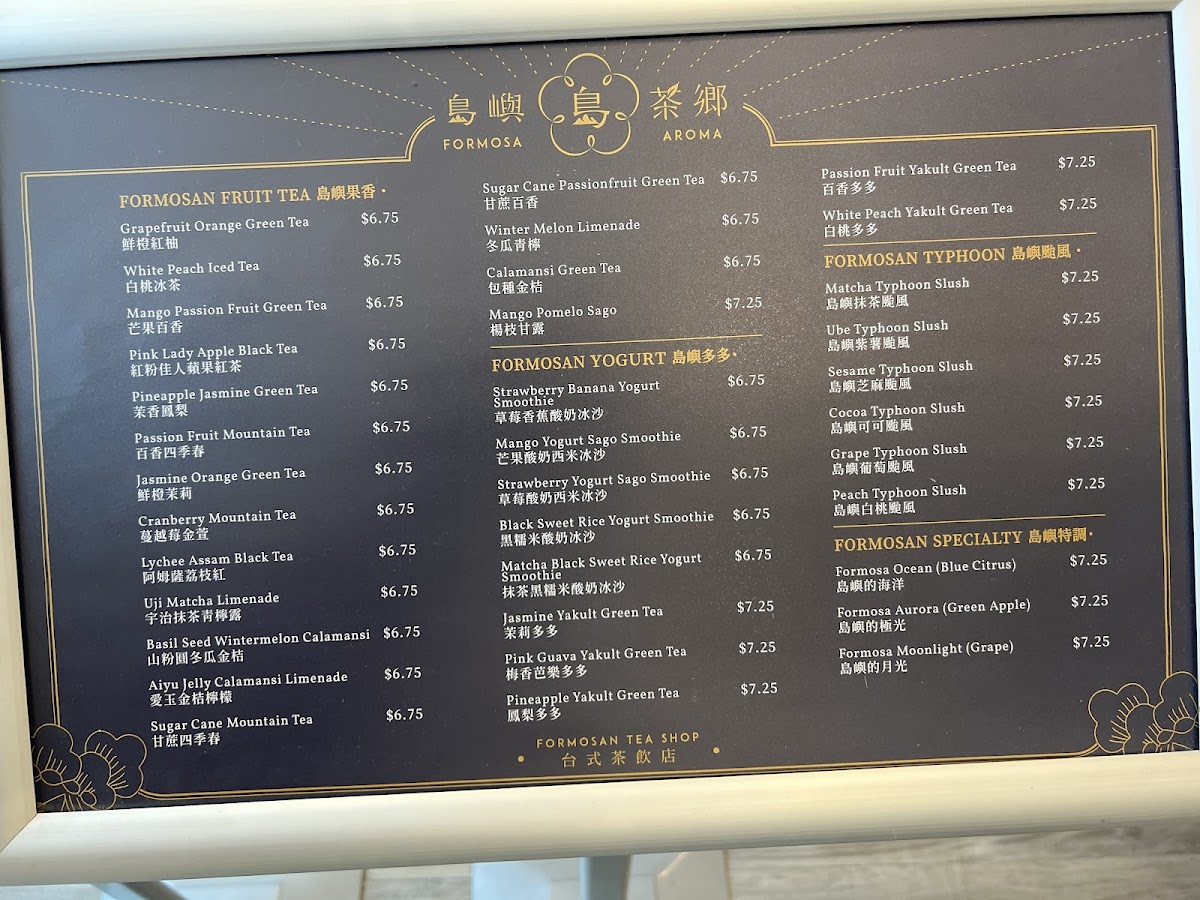 島嶼 島 茶鄉
FORMOSA AROMA
FORMOSAN FRUIT TEA 島嶼果香·
Grapefruit Orange Green Tea $6.75
鮮橙紅柚
White Peach Iced Tea $6.75
白桃冰茶
Mango Passion Fruit Green Tea $6.75
芒果百香
Pink Lady Apple Black Tea $6.75
紅粉佳人蘋果紅茶
Pineapple Jasmine Green Tea $6.75
茉香鳳梨
Passion Fruit Mountain Tea $6.75
百香四季春
Jasmine Orange Green Tea $6.75
鮮橙茉莉
Cranberry Mountain Tea $6.75
蔓越莓金萱
Lychee Assam Black Tea $6.75
阿姆薩荔枝紅
Uji Matcha Limenade $6.75
宇治抹茶青檸露
Basil Seed Wintermelon Calamansi $6.75
山粉圓冬瓜金桔
Aiyu Jelly Calamansi Limenade $6.75
愛玉金桔檸檬
Sugar Cane Mountain Tea $6.75
甘蔗四季春
Sugar Cane Passionfruit Green Tea $6.75
甘蔗百香
Winter Melon Limenade $6.75
冬瓜青檸
Calamansi Green Tea $6.75
包種金桔
Mango Pomelo Sago $7.25
楊枝甘露
FORMOSAN YOGURT 島嶼多多·
Strawberry Banana Yogurt $6.75
Smoothie
草莓香蕉酸奶冰沙
Mango Yogurt Sago Smoothie $6.75
芒果酸奶西米冰沙
Strawberry Yogurt Sago Smoothie $6.75
草莓酸奶西米冰沙
Black Sweet Rice Yogurt Smoothie $6.75
黑糯米酸奶冰沙
Matcha Black Sweet Rice Yogurt $6.75
Smoothie
抹茶黑糯米酸奶冰沙
Jasmine Yakult Green Tea $7.25
茉莉多多
Pink Guava Yakult Green Tea $7.25
梅香芭樂多多
Pineapple Yakult Green Tea $7.25
鳳梨多多
Passion Fruit Yakult Green Tea $7.25
百香多多
White Peach Yakult Green Tea $7.25
白桃多多
FORMOSAN TYPHOON 島嶼颱風·
Matcha Typhoon Slush $7.25
島嶼抹茶颱風
Ube Typhoon Slush $7.25
島嶼紫薯颱風
Sesame Typhoon Slush $7.25
島嶼芝麻颱風
Cocoa Typhoon Slush $7.25
島嶼可可颱風
Grape Typhoon Slush $7.25
島嶼葡萄颱風
Peach Typhoon Slush $7.25
島嶼白桃颱風
FORMOSAN SPECIALTY 島嶼特調·
Formosa Ocean (Blue Citrus) $7.25
島嶼的海洋
Formosa Aurora (Green Apple) $7.25
島嶼的極光
Formosa Moonlight (Grape) $7.25
島嶼的月光
FORMOSAN TEA SHOP
· 台式茶飲店 ·